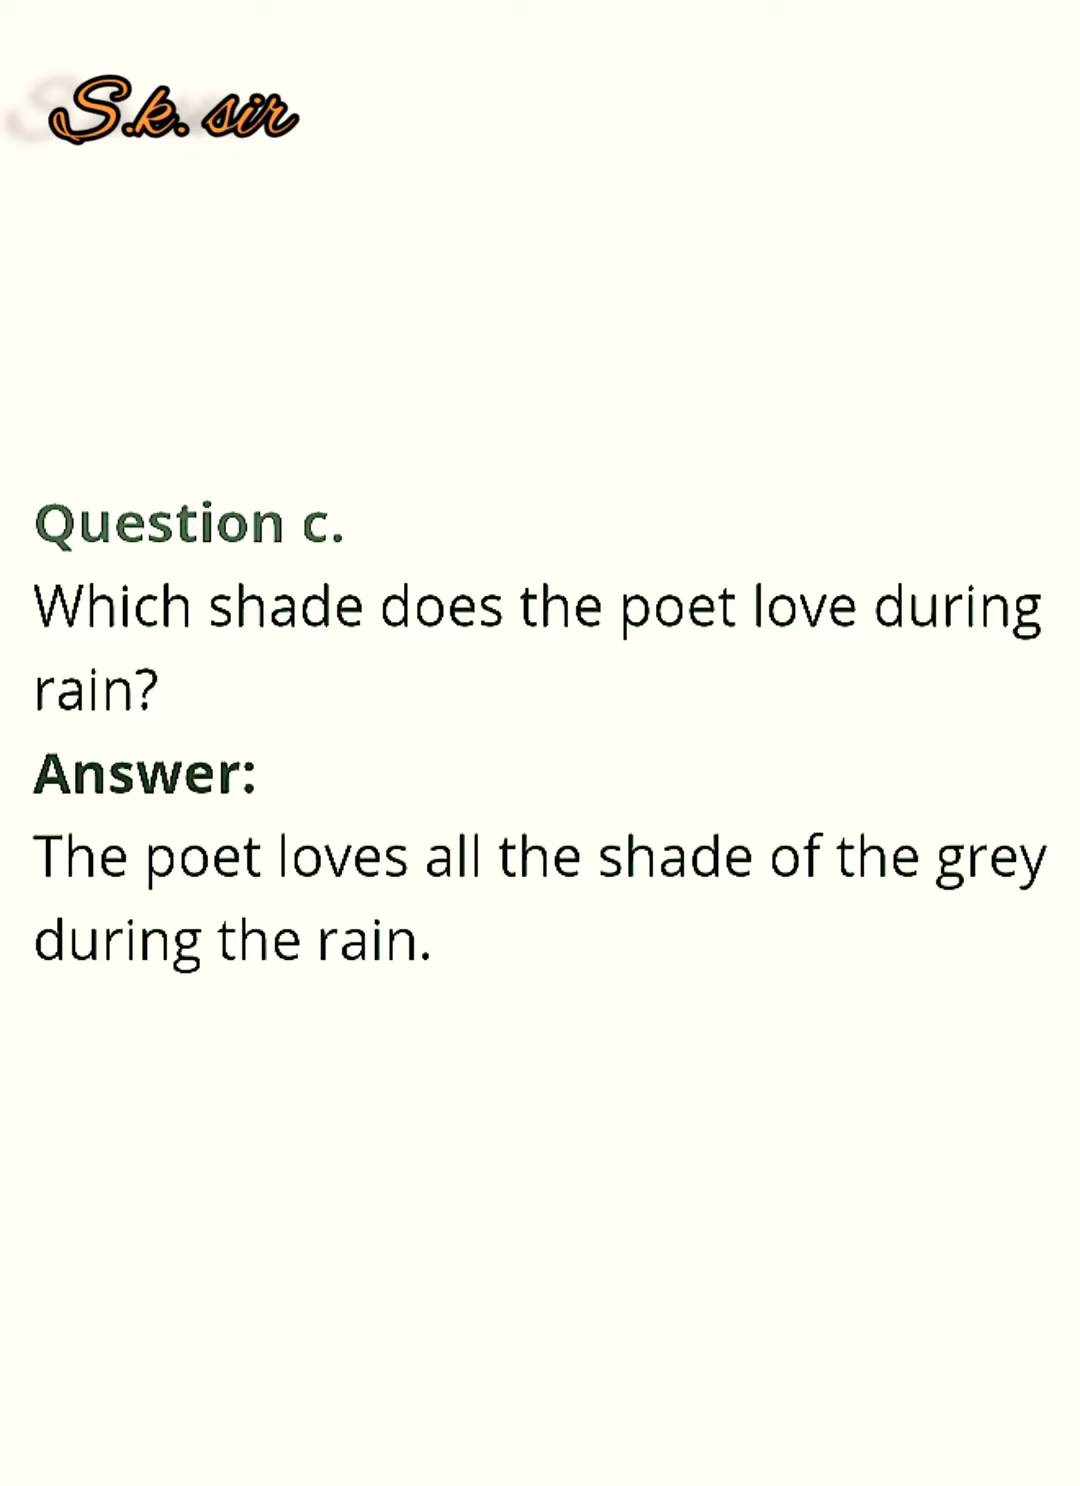 S.k. sir
Question c.
Which shade does the poet love during
rain?
Answer:
The poet loves all the shade of the grey
during the rain.